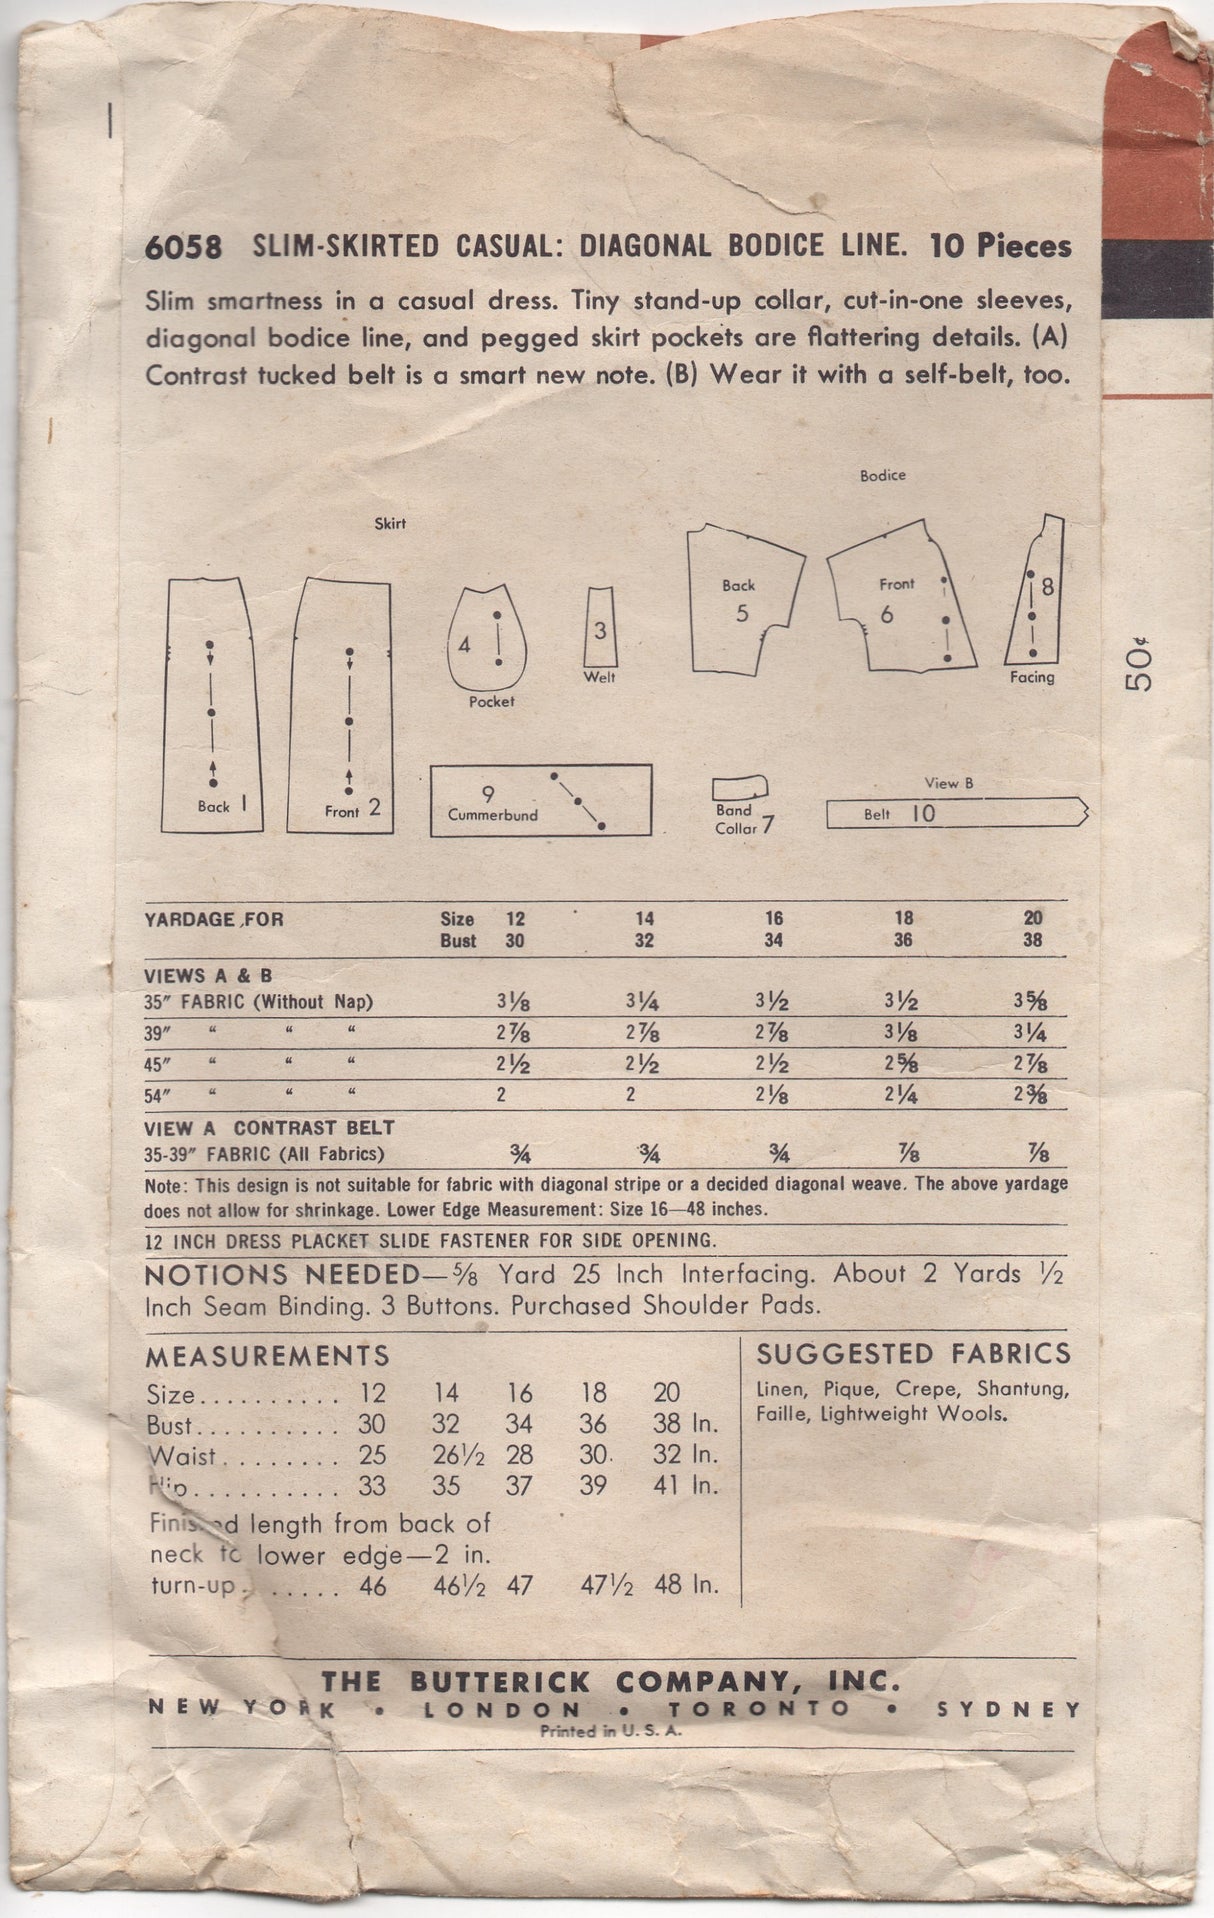 6058 SLIM-SKIRTED CASUAL: DIAGONAL BODICE LINE. 10 Pieces
Slim smartness in a casual dress. Tiny stand-up collar, cut-in-one sleeves,
diagonal bodice line, and pegged skirt pockets are flattering details. (A)
Contrast tucked belt is a smart new note. (B) Wear it with a self-belt, too.
Skirt
Bodice
Back 1
Front 2
4
Pocket
3
Welt
Back
5
Front
6
8
Facing
9
Cummerbund
Band
Collar 7
View B
Belt 10
50¢
YARDAGE FOR Size 12 14 16 18 20
Bust 30 32 34 36 38
VIEWS A & B
35" FABRIC (Without Nap) 3⅛ 3¼ 3½ 3½ 3⅝
39" " " " 2⅞ 2⅞ 2⅞ 3⅛ 3¼
45" " " " 2½ 2½ 2½ 2⅝ 2⅞
54" " " " 2 2 2⅛ 2¼ 2⅜
VIEW A CONTRAST BELT
35-39" FABRIC (All Fabrics) ¾ ¾ ¾ ⅞ ⅞
Note: This design is not suitable for fabric with diagonal stripe or a decided diagonal weave. The above yardage
does not allow for shrinkage. Lower Edge Measurement: Size 16—48 inches.
12 INCH DRESS PLACKET SLIDE FASTENER FOR SIDE OPENING.
NOTIONS NEEDED—⅝ Yard 25 Inch Interfacing. About 2 Yards ½
Inch Seam Binding. 3 Buttons. Purchased Shoulder Pads.
MEASUREMENTS
Size.......... 12 14 16 18 20
Bust.......... 30 32 34 36 38 In.
Waist........ 25 26½ 28 30 32 In.
Hip.......... 33 35 37 39 41 In.
Finished length from back of
neck to lower edge—2 in.
turn-up....... 46 46½ 47 47½ 48 In.
SUGGESTED FABRICS
Linen, Pique, Crepe, Shantung,
Faille, Lightweight Wools.
THE BUTTERICK COMPANY, INC.
NEW YORK • LONDON • TORONTO • SYDNEY
Printed in U. S. A.